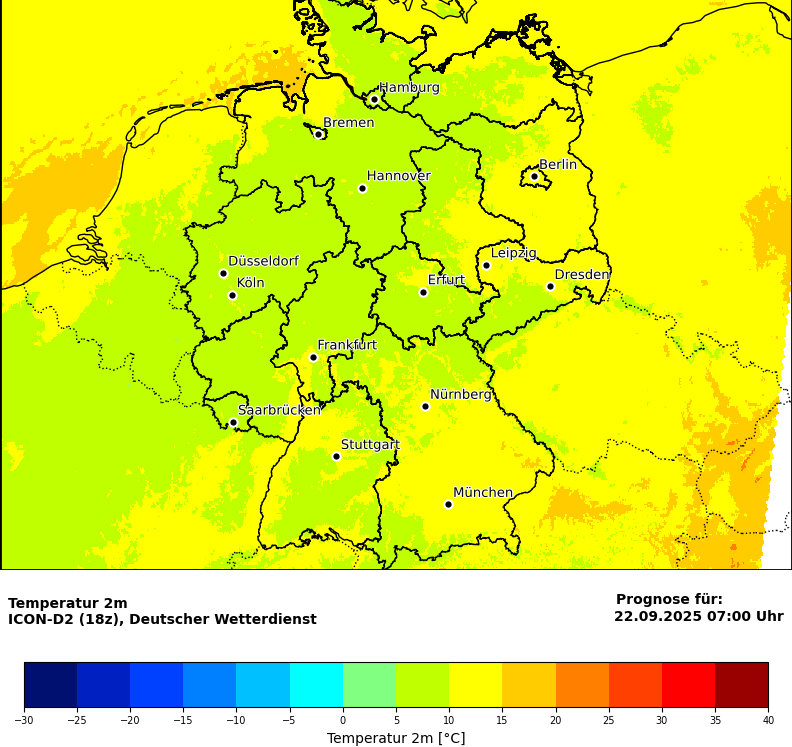 Hamburg
Bremen
Berlin
Hannover
Leipzig
Düsseldorf
Dresden
Köln
Erfurt
Frankfurt
Nürnberg
Saarbrücken
Stuttgart
München
Temperatur 2m
ICON-D2 (18z), Deutscher Wetterdienst
Prognose für:
22.09.2025 07:00 Uhr
−30 −25 −20 −15 −10 −5 0 5 10 15 20 25 30 35 40
Temperatur 2m [°C]